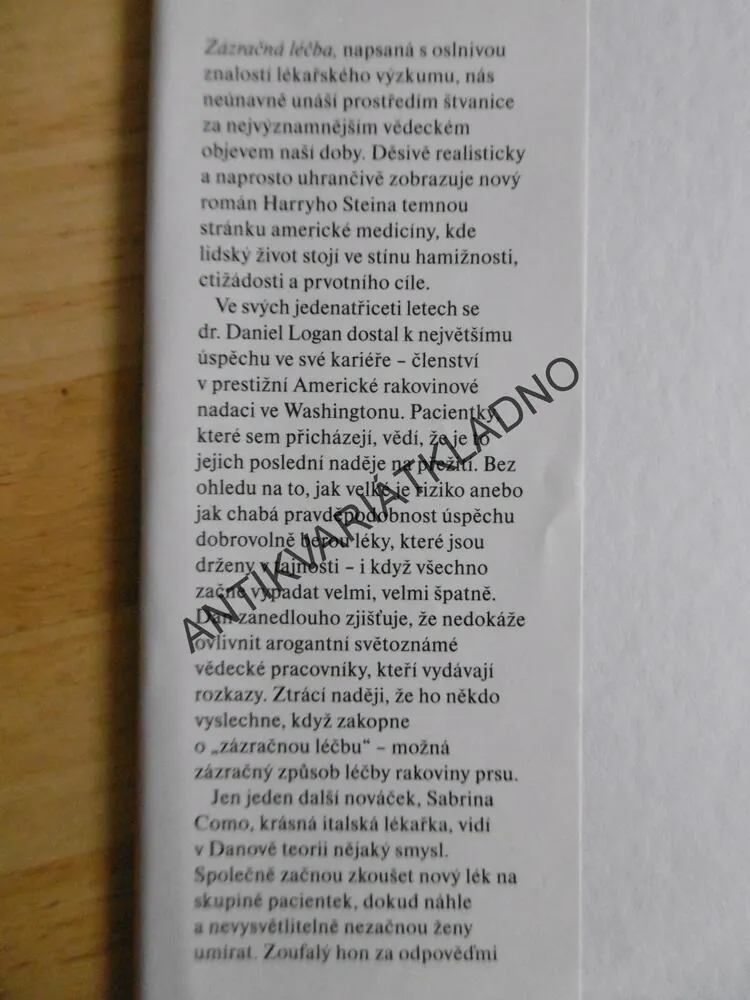 Zázračná léčba, napsaná s oslnivou
znalostí lékařského výzkumu, nás
neúnavně unáší prostředím štvanice
za nejvýznamnějším vědeckém
objevem naší doby. Děsivě realisticky
a naprosto uhrančivě zobrazuje nový
román Harryho Steina temnou
stránku americké medicíny, kde
lidský život stojí ve stínu hamižnosti,
ctižádosti a prvotního cíle.
Ve svých jedenatřiceti letech se
dr. Daniel Logan dostal k největšímu
úspěchu ve své kariéře – členství
v prestižní Americké rakovinové
nadaci ve Washingtonu. Pacientky,
které sem přicházejí, vědí, že je to
jejich poslední naděje na přežití. Bez
ohledu na to, jak velké je riziko anebo
jak chabá pravděpodobnost úspěchu
dobrovolně berou léky, které jsou
drženy v tajnosti – i když všechno
začne vypadat velmi, velmi špatně.
Dan zanedlouho zjišťuje, že nedokáže
ovlivnit arogantní světoznámé
vědecké pracovníky, kteří vydávají
rozkazy. Ztrácí naději, že ho někdo
vyslechne, když zakopne
o „zázračnou léčbu“ – možná
zázračný způsob léčby rakoviny prsu.
Jen jeden další nováček, Sabrina
Como, krásná italská lékařka, vidí
v Danově teorii nějaký smysl.
Společně začnou zkoušet nový lék na
skupině pacientek, dokud náhle
a nevysvětlitelně nezačnou ženy
umírat. Zoufalý hon za odpověďmi
ANTIKVARIÁTKLADNO